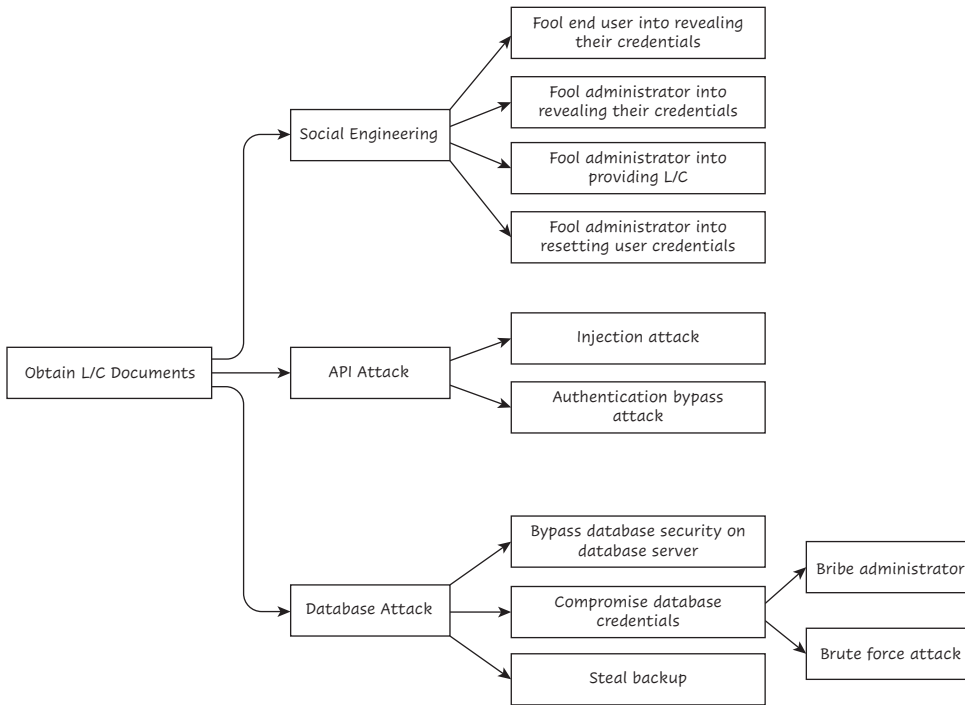 Fool end user into revealing
their credentials
Fool administrator into
revealing their credentials
Social Engineering
Fool administrator into
providing L/C
Fool administrator into
resetting user credentials
Obtain L/C Documents
API Attack
Injection attack
Authentication bypass
attack
Database Attack
Bypass database security on
database server
Compromise database
credentials
Bribe administrator
Brute force attack
Steal backup